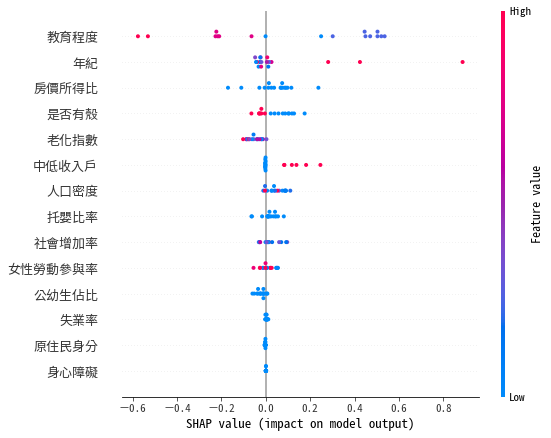 High
教育程度
年紀
房價所得比
是否有殼
老化指數
中低收入戶
人口密度
托嬰比率
社會增加率
女性勞動參與率
公幼生佔比
失業率
原住民身分
身心障礙
Feature value
Low
−0.6 −0.4 −0.2 0.0 0.2 0.4 0.6 0.8
SHAP value (impact on model output)